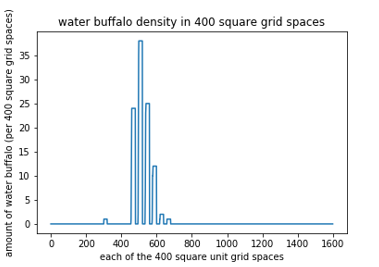 water buffalo density in 400 square grid spaces
amount of water buffalo (per 400 square grid spaces)
35
30
25
20
15
10
5
0
0 200 400 600 800 1000 1200 1400 1600
each of the 400 square unit grid spaces